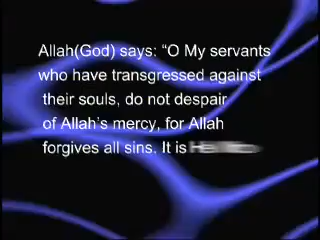 Allah(God) says: “O My servants
who have transgressed against
their souls, do not despair
of Allah’s mercy, for Allah
forgives all sins. It is